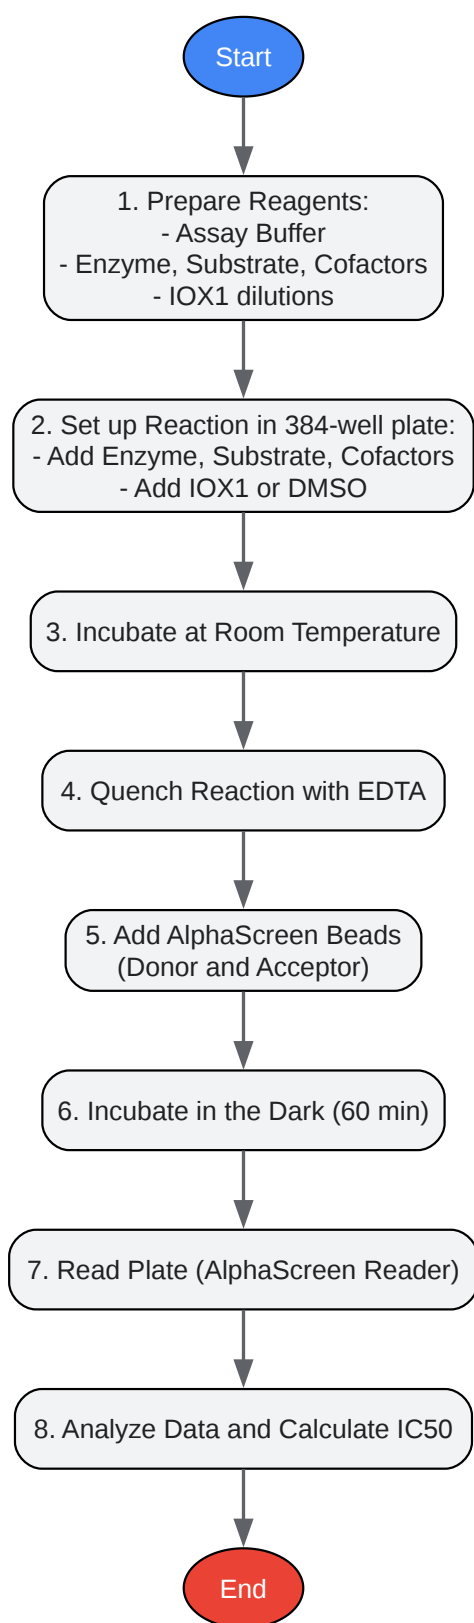 Start
1. Prepare Reagents:
- Assay Buffer
- Enzyme, Substrate, Cofactors
- IOX1 dilutions
2. Set up Reaction in 384-well plate:
- Add Enzyme, Substrate, Cofactors
- Add IOX1 or DMSO
3. Incubate at Room Temperature
4. Quench Reaction with EDTA
5. Add AlphaScreen Beads
(Donor and Acceptor)
6. Incubate in the Dark (60 min)
7. Read Plate (AlphaScreen Reader)
8. Analyze Data and Calculate IC50
End